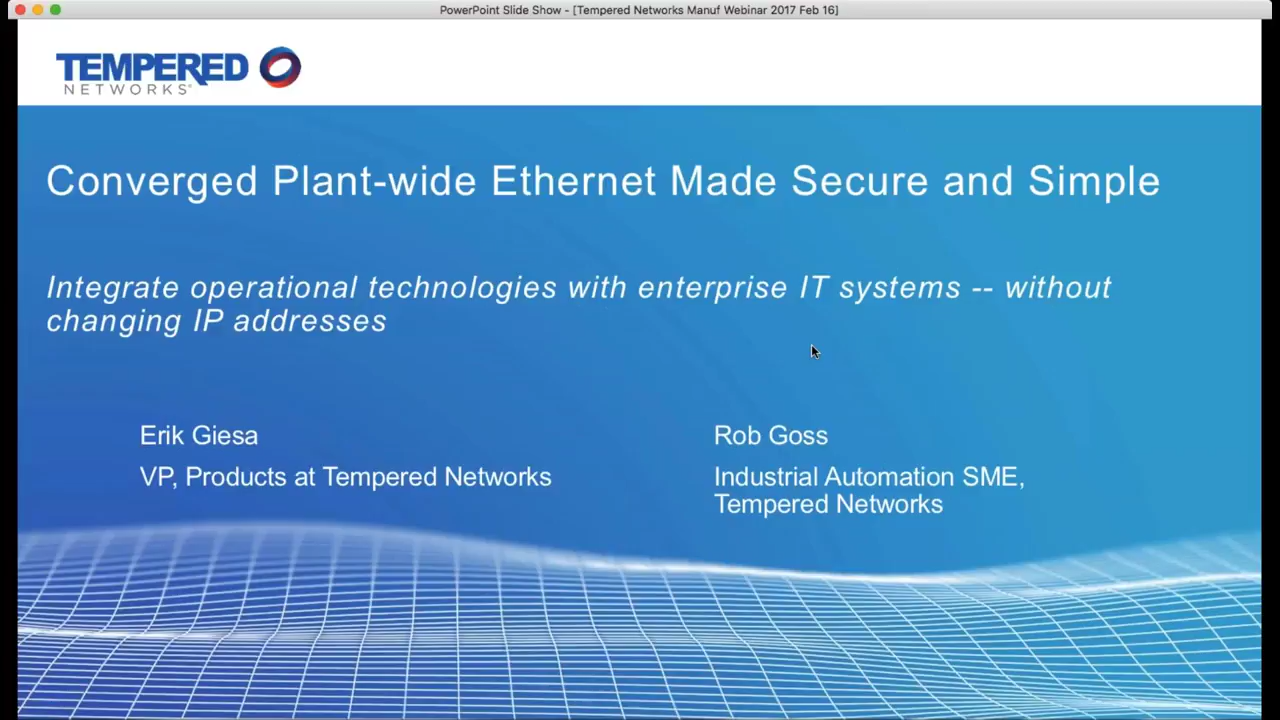 PowerPoint Slide Show - [Tempered Networks Manuf Webinar 2017 Feb 16]
TEMPERED
NETWORKS®
Converged Plant-wide Ethernet Made Secure and Simple
Integrate operational technologies with enterprise IT systems -- without
changing IP addresses
Erik Giesa
VP, Products at Tempered Networks
Rob Goss
Industrial Automation SME,
Tempered Networks